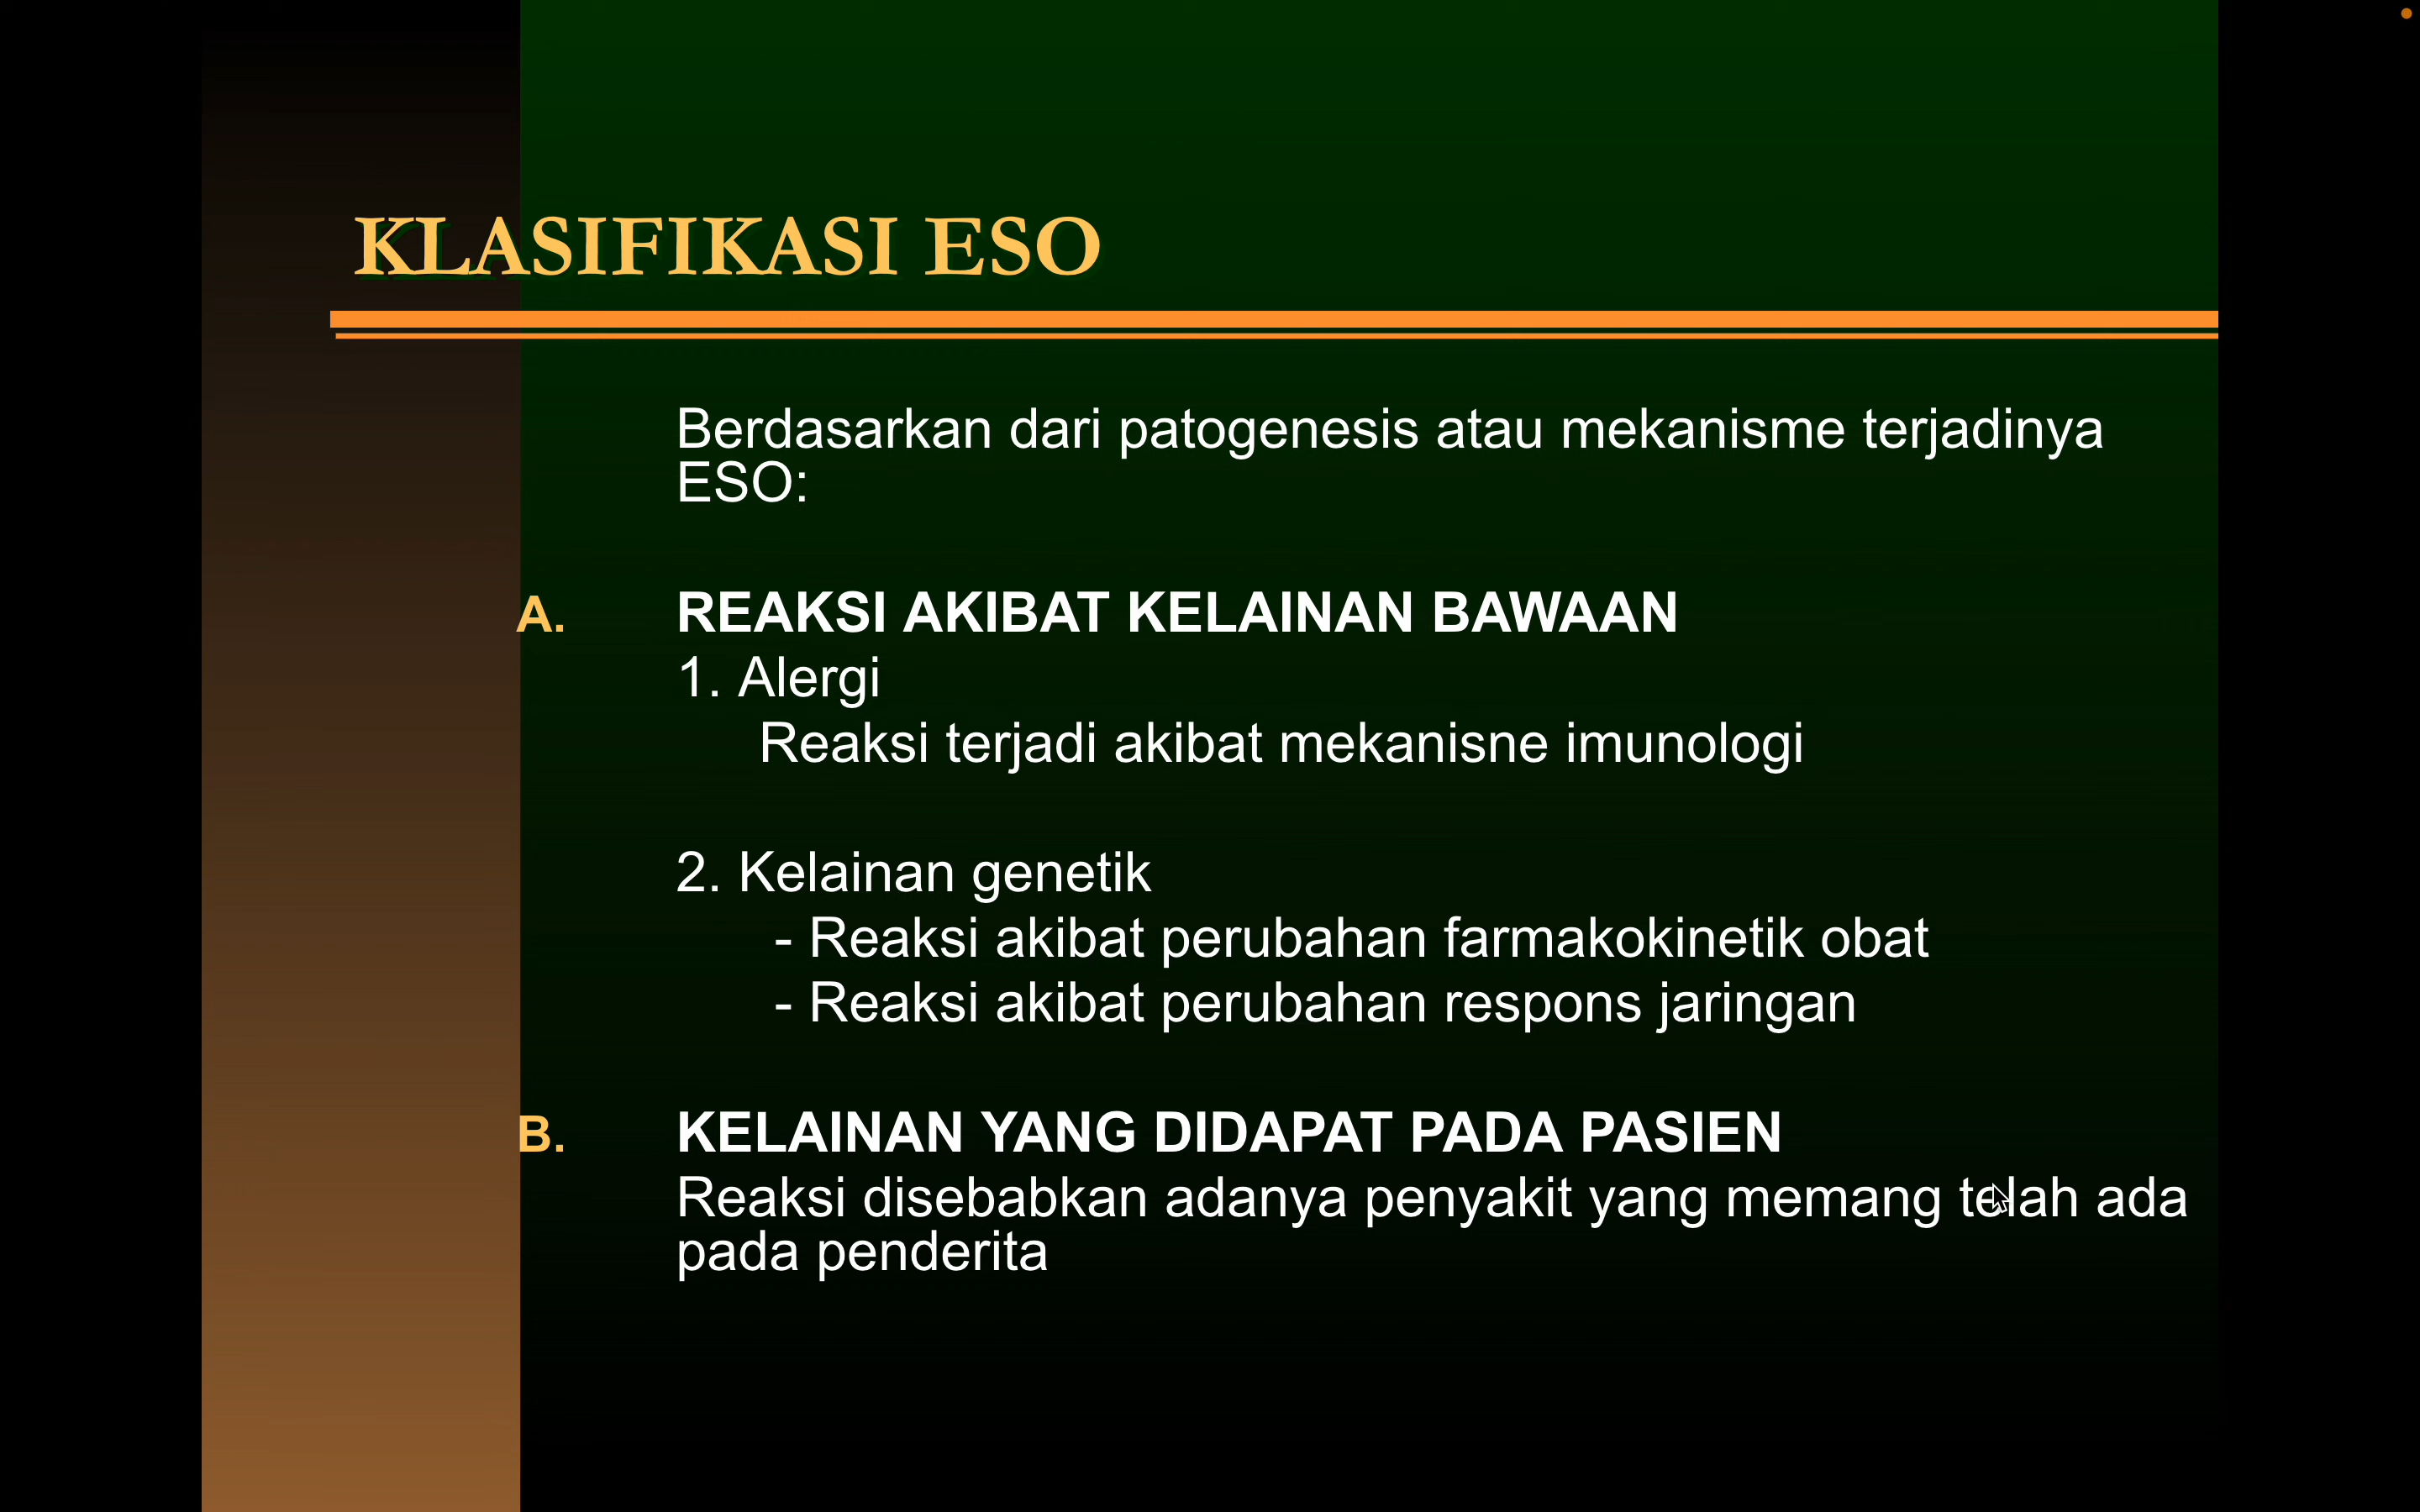 KLASIFIKASI ESO
Berdasarkan dari patogenesis atau mekanisme terjadinya
ESO:
A. REAKSI AKIBAT KELAINAN BAWAAN
1. Alergi
Reaksi terjadi akibat mekanisne imunologi
2. Kelainan genetik
- Reaksi akibat perubahan farmakokinetik obat
- Reaksi akibat perubahan respons jaringan
B. KELAINAN YANG DIDAPAT PADA PASIEN
Reaksi disebabkan adanya penyakit yang memang telah ada
pada penderita